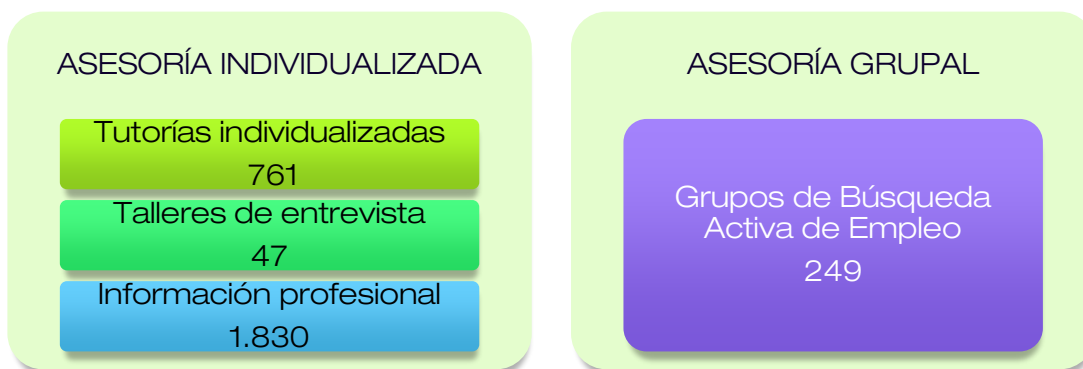 ASESORÍA INDIVIDUALIZADA
Tutorías individualizadas
761
Talleres de entrevista
47
Información profesional
1.830
ASESORÍA GRUPAL
Grupos de Búsqueda
Activa de Empleo
249